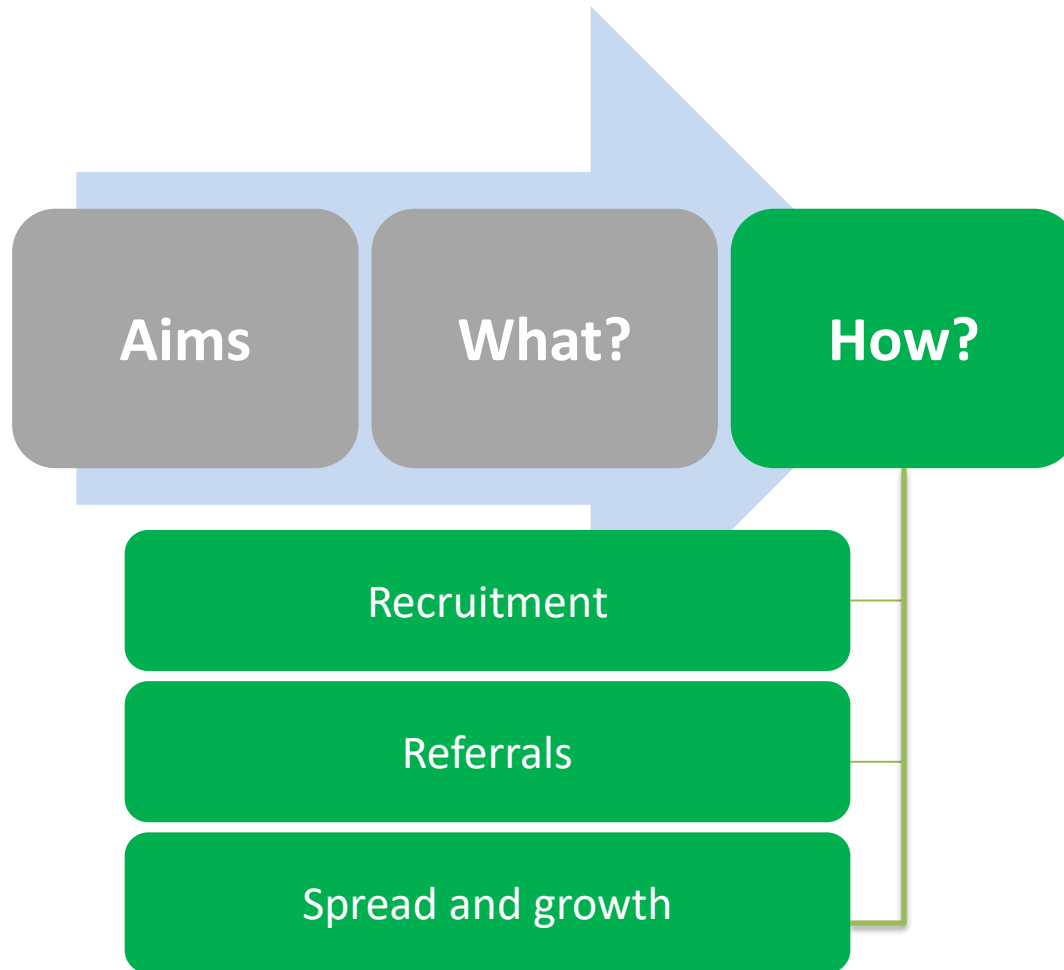 Aims
What?
How?
Recruitment
Referrals
Spread and growth